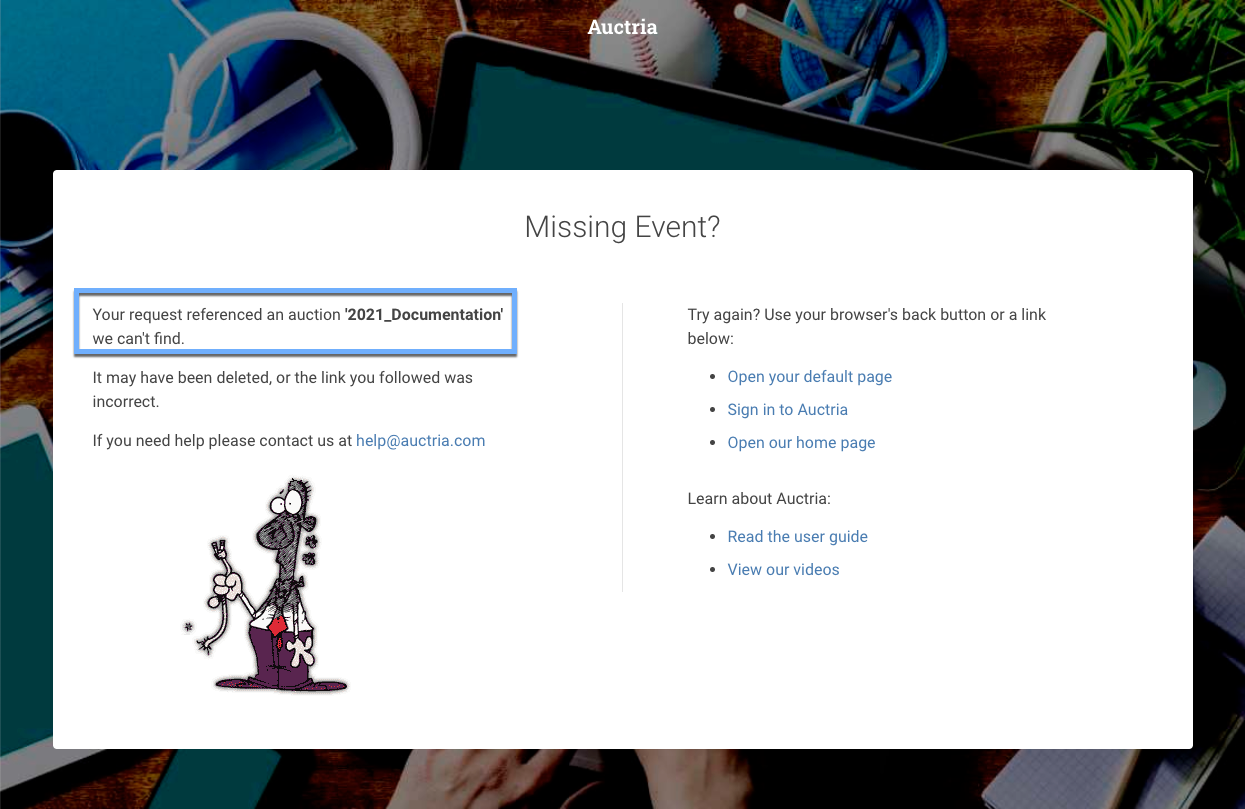 Auctria
Missing Event?
Your request referenced an auction '2021_Documentation'
we can't find.
It may have been deleted, or the link you followed was
incorrect.
If you need help please contact us at help@auctria.com
Try again? Use your browser's back button or a link
below:
Open your default page
Sign in to Auctria
Open our home page
Learn about Auctria:
Read the user guide
View our videos